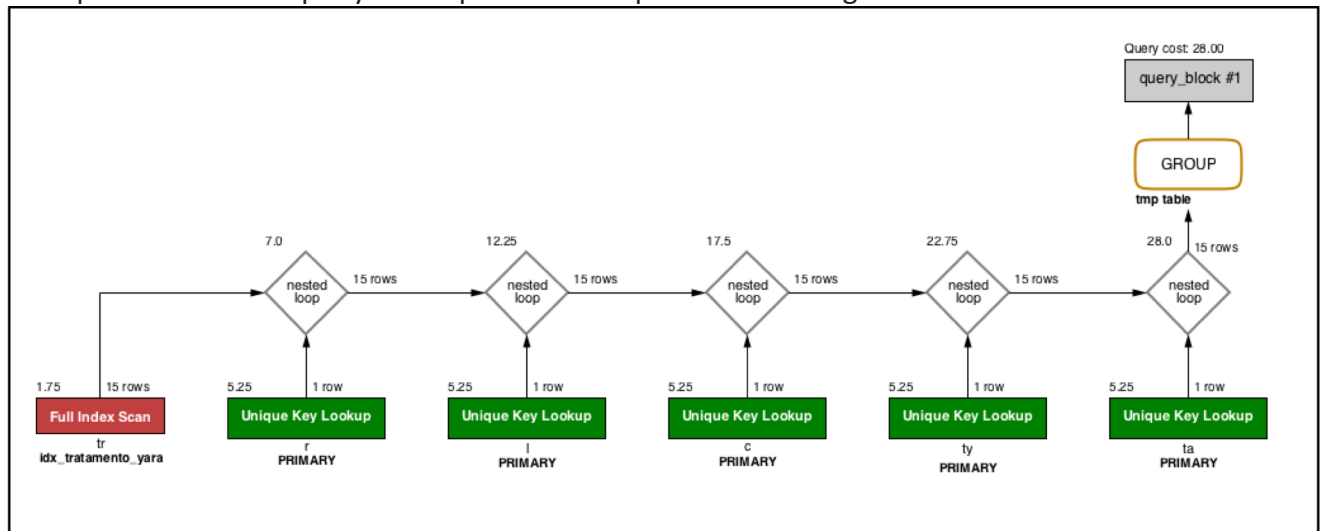 Query cost: 28.00
query_block #1
GROUP
tmp table
7.0
12.25
17.5
22.75
28.0
15 rows
nested
loop
15 rows
nested
loop
15 rows
nested
loop
15 rows
nested
loop
15 rows
nested
loop
1.75
15 rows
5.25
1 row
5.25
1 row
5.25
1 row
5.25
1 row
5.25
1 row
Full Index Scan
Unique Key Lookup
Unique Key Lookup
Unique Key Lookup
Unique Key Lookup
Unique Key Lookup
tr
r
l
c
ty
ta
idx_tratamento_yara
PRIMARY
PRIMARY
PRIMARY
PRIMARY
PRIMARY